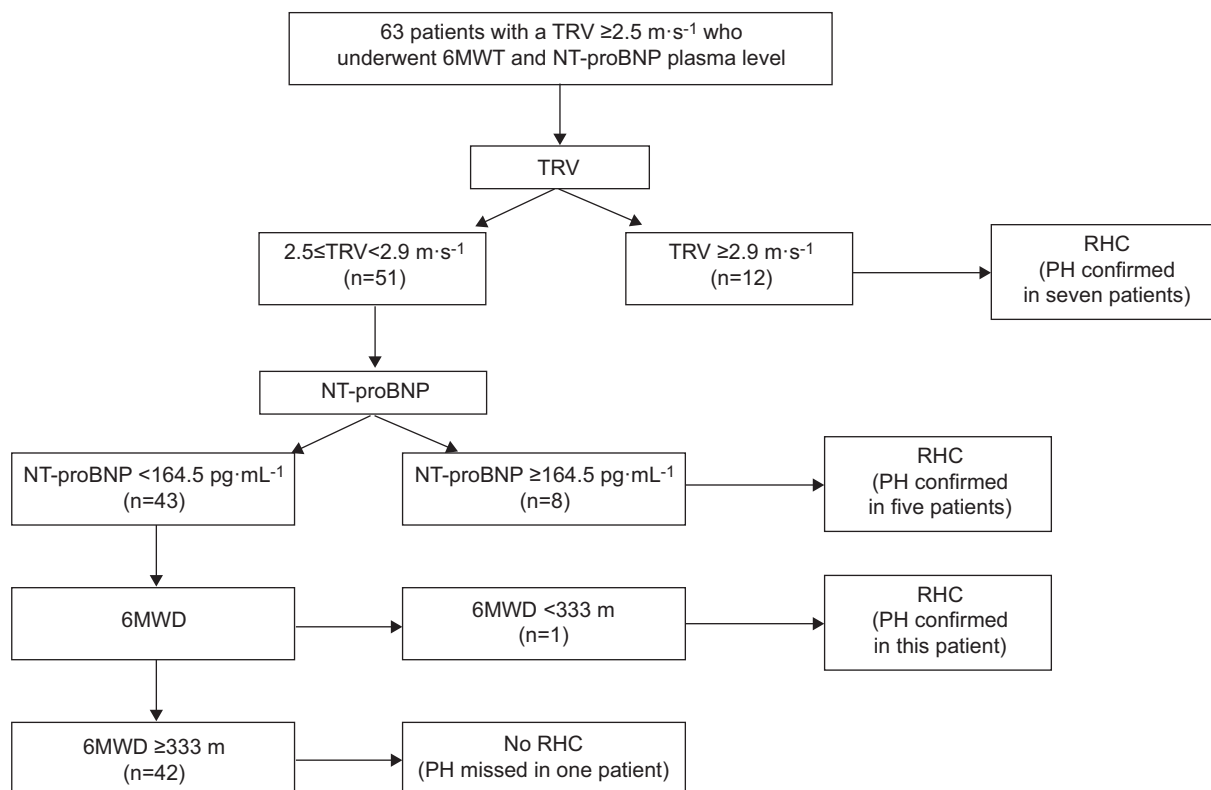 63 patients with a TRV ≥2.5 m·s-1 who
underwent 6MWT and NT-proBNP plasma level
TRV
2.5≤TRV<2.9 m·s-1
(n=51)
TRV ≥2.9 m·s-1
(n=12)
RHC
(PH confirmed
in seven patients)
NT-proBNP
NT-proBNP <164.5 pg·mL-1
(n=43)
NT-proBNP ≥164.5 pg·mL-1
(n=8)
RHC
(PH confirmed
in five patients)
6MWD
6MWD <333 m
(n=1)
RHC
(PH confirmed
in this patient)
6MWD ≥333 m
(n=42)
No RHC
(PH missed in one patient)